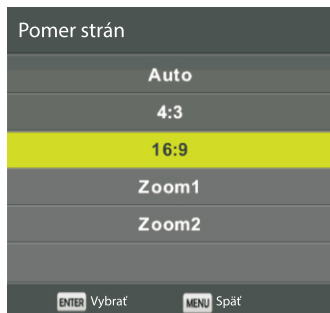 Pomer strán
Auto
4:3
16:9
Zoom1
Zoom2
ENTER Vybrať MENU Späť